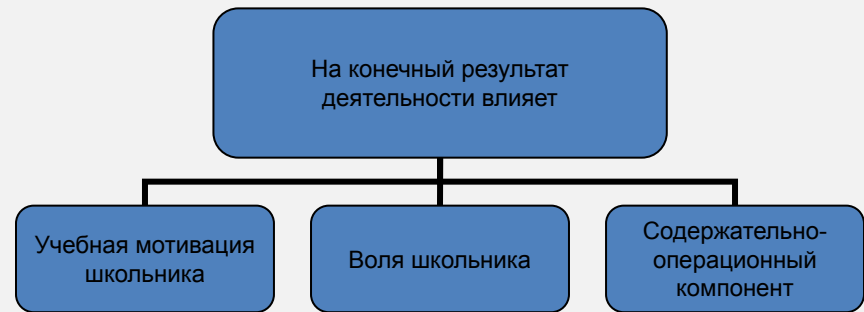 На конечный результат
деятельности влияет
Учебная мотивация
школьника
Воля школьника
Содержательно-
операционный
компонент